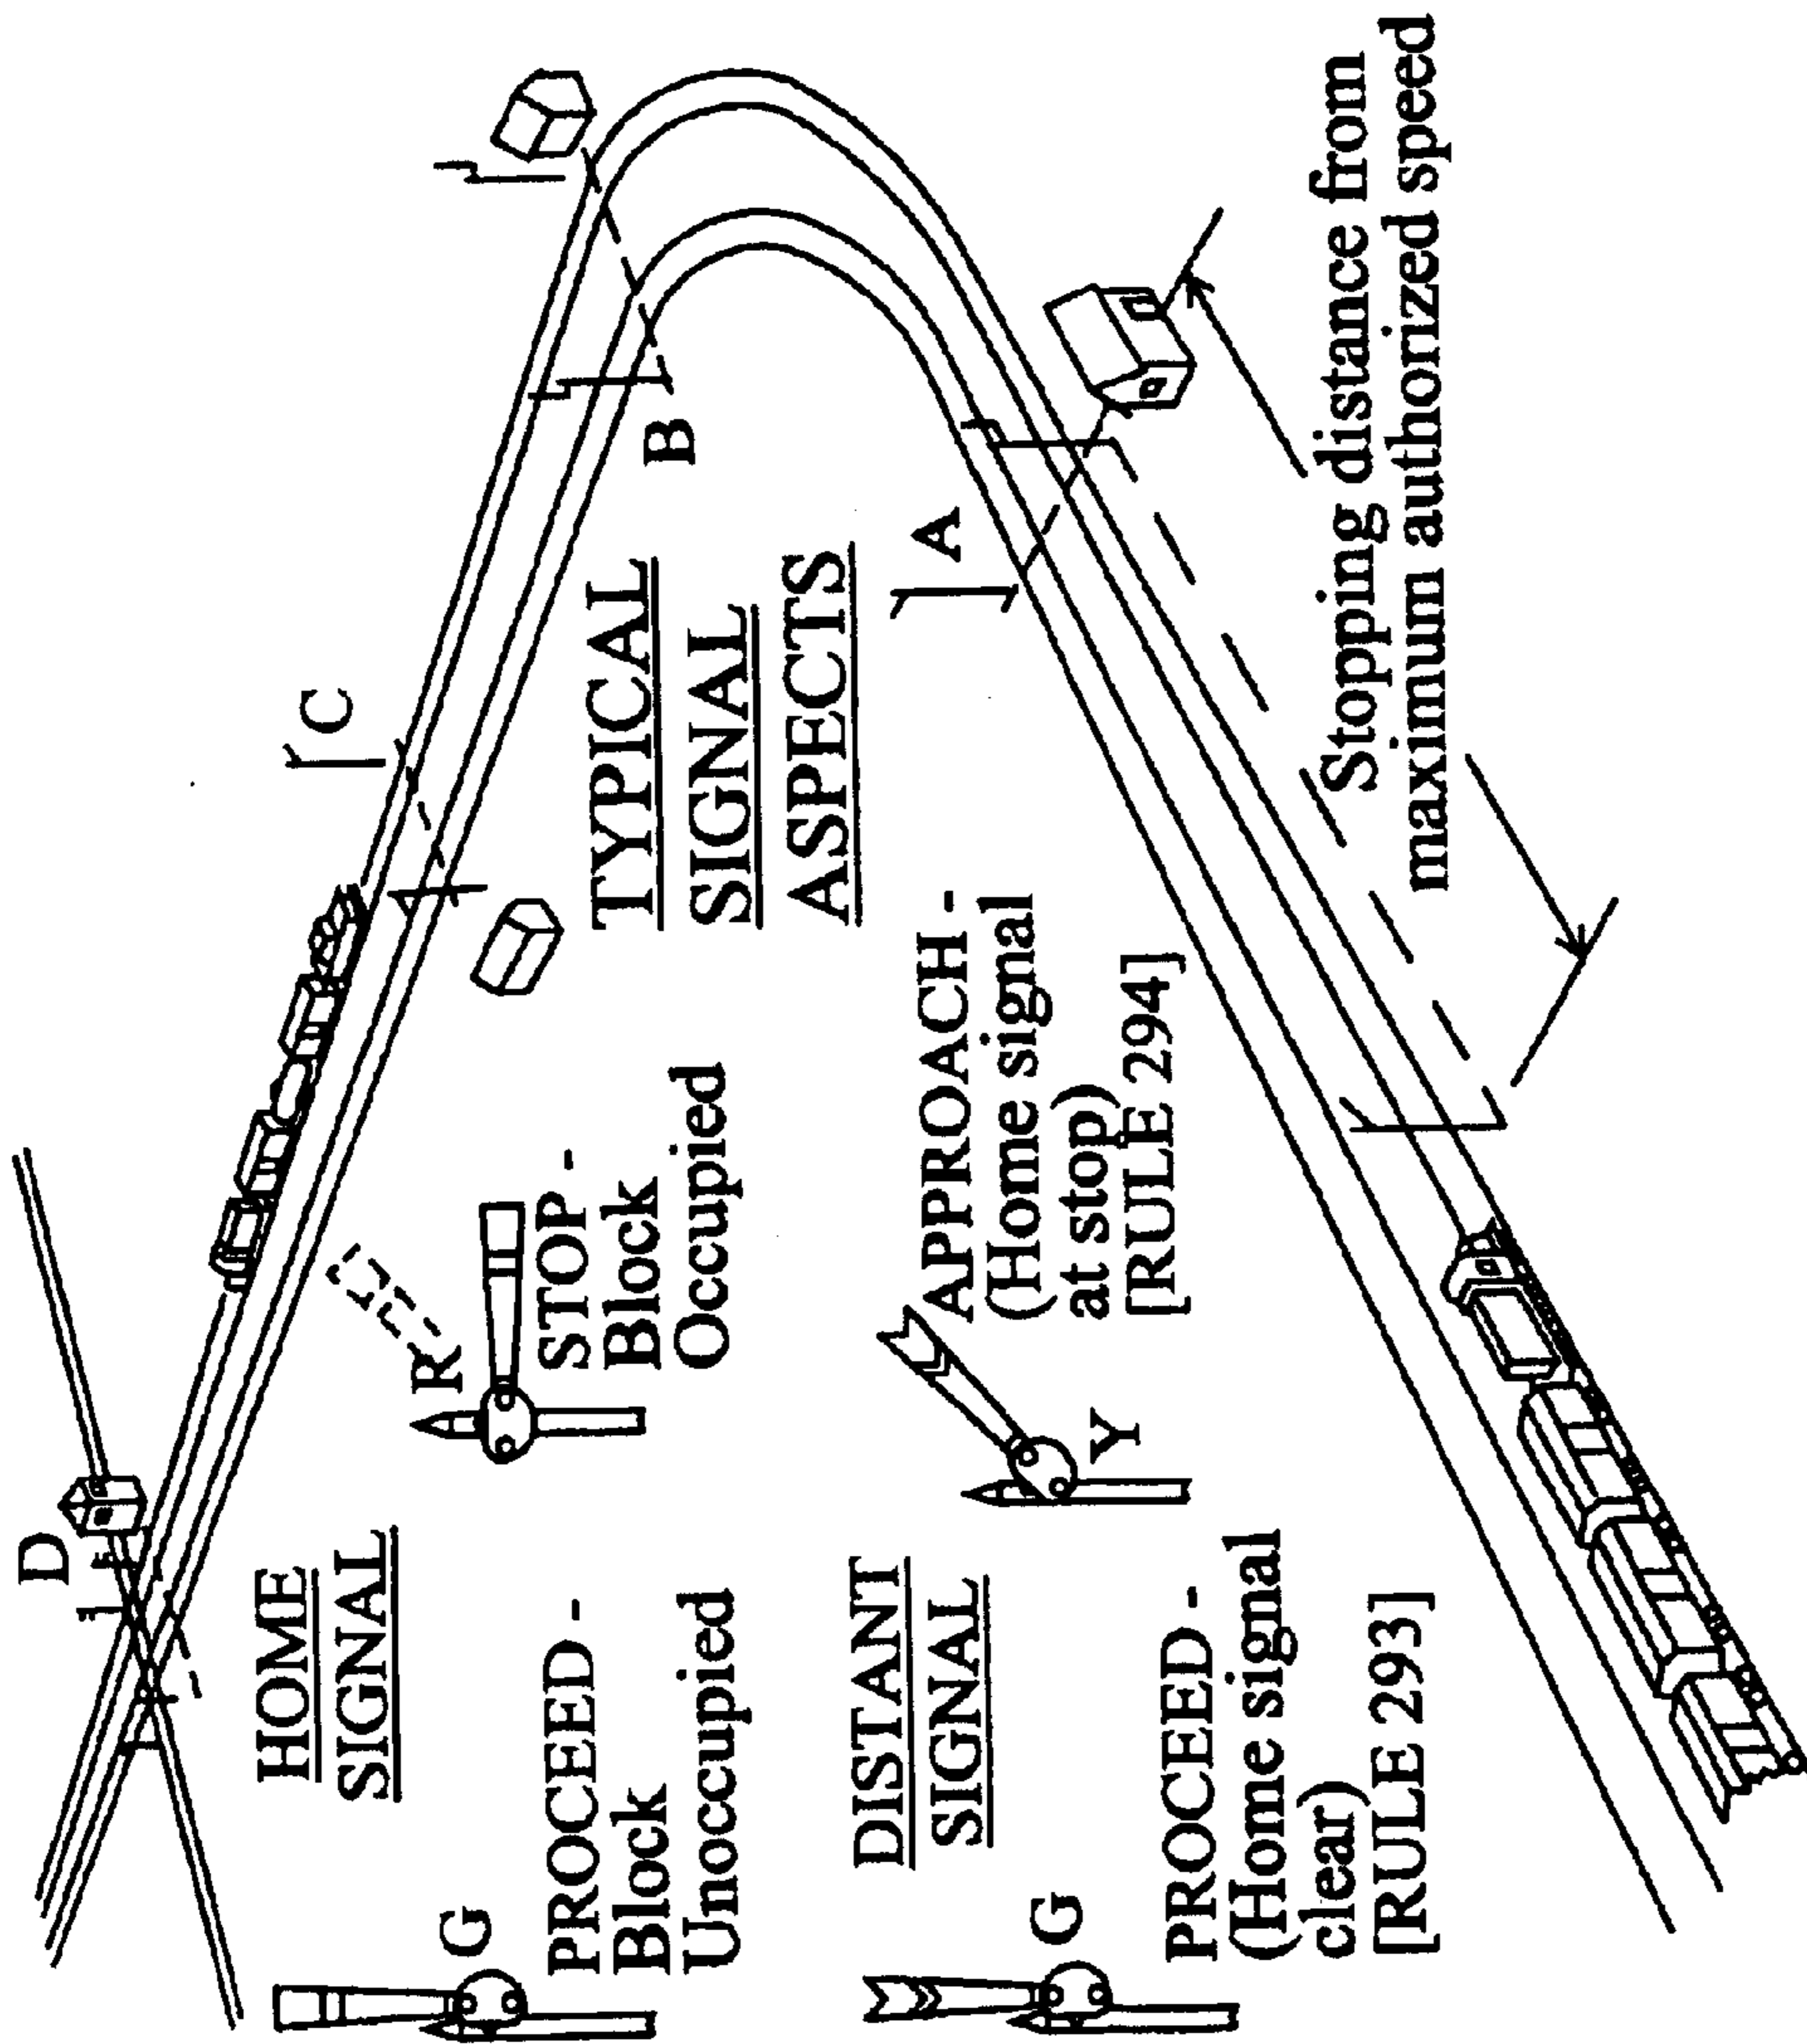 D
HOME
SIGNAL
C
G
R
PROCED -
Block
Unoccupied
STOP -
Block
Occupied
B
TYPICAL
SIGNAL
ASPECTS
A
DISTANT
SIGNAL
G
PROCEED -
(Home signal
clear)
[RULE 293]
Y
APPROACH -
(Home signal
at stop)
[RULE 294]
Stopping distance from
maximum authorized speed